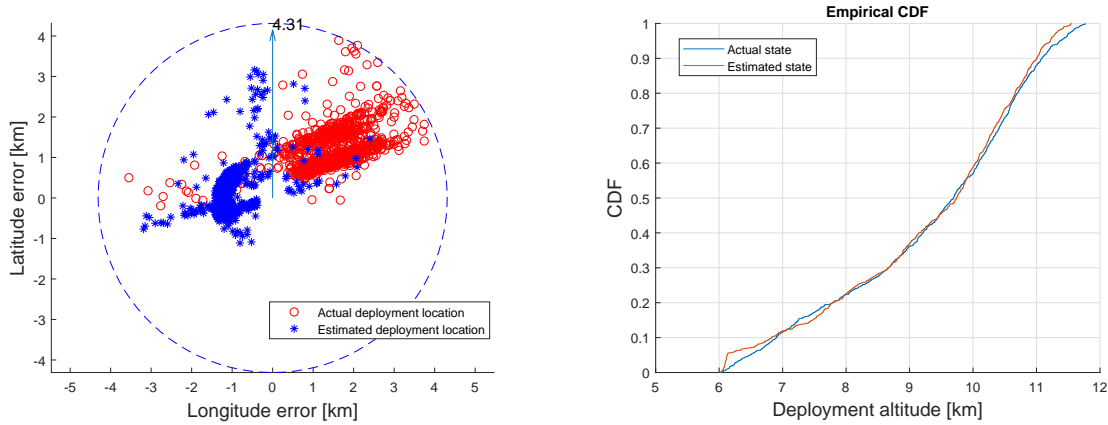 4.31
4
3
2
1
0
-1
-2
-3
-4
Latitude error [km]
Actual deployment location
Estimated deployment location
-5 -4 -3 -2 -1 0 1 2 3 4 5
Longitude error [km]
Empirical CDF
Actual state
Estimated state
1
0.9
0.8
0.7
0.6
0.5
0.4
0.3
0.2
0.1
0
CDF
5 6 7 8 9 10 11 12
Deployment altitude [km]